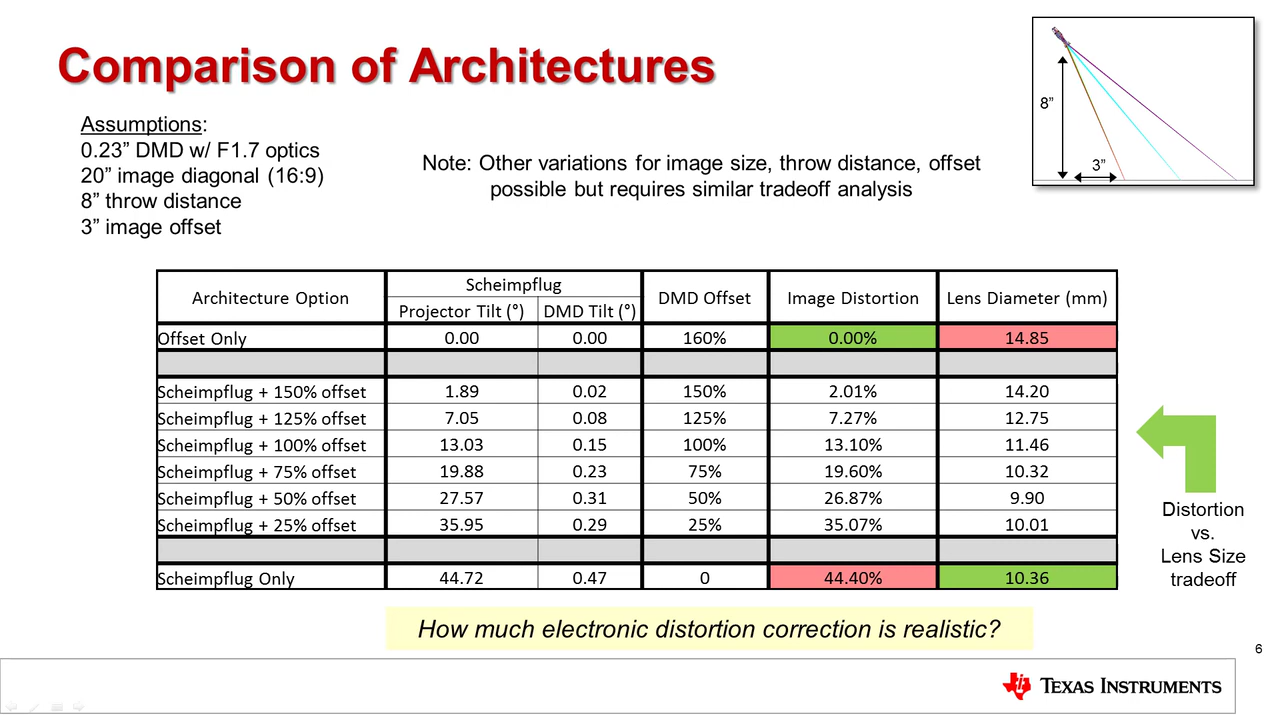 Comparison of Architectures
8”
3”
Assumptions:
0.23” DMD w/ F1.7 optics
20” image diagonal (16:9)
8” throw distance
3” image offset
Note: Other variations for image size, throw distance, offset
possible but requires similar tradeoff analysis
Architecture Option Scheimpflug DMD Offset Image Distortion Lens Diameter (mm)
Projector Tilt (°) DMD Tilt (°)
Offset Only 0.00 0.00 160% 0.00% 14.85
Scheimpflug + 150% offset 1.89 0.02 150% 2.01% 14.20
Scheimpflug + 125% offset 7.05 0.08 125% 7.27% 12.75
Scheimpflug + 100% offset 13.03 0.15 100% 13.10% 11.46
Scheimpflug + 75% offset 19.88 0.23 75% 19.60% 10.32
Scheimpflug + 50% offset 27.57 0.31 50% 26.87% 9.90
Scheimpflug + 25% offset 35.95 0.29 25% 35.07% 10.01
Scheimpflug Only 44.72 0.47 0 44.40% 10.36
Distortion
vs.
Lens Size
tradeoff
How much electronic distortion correction is realistic?
6
TEXAS INSTRUMENTS